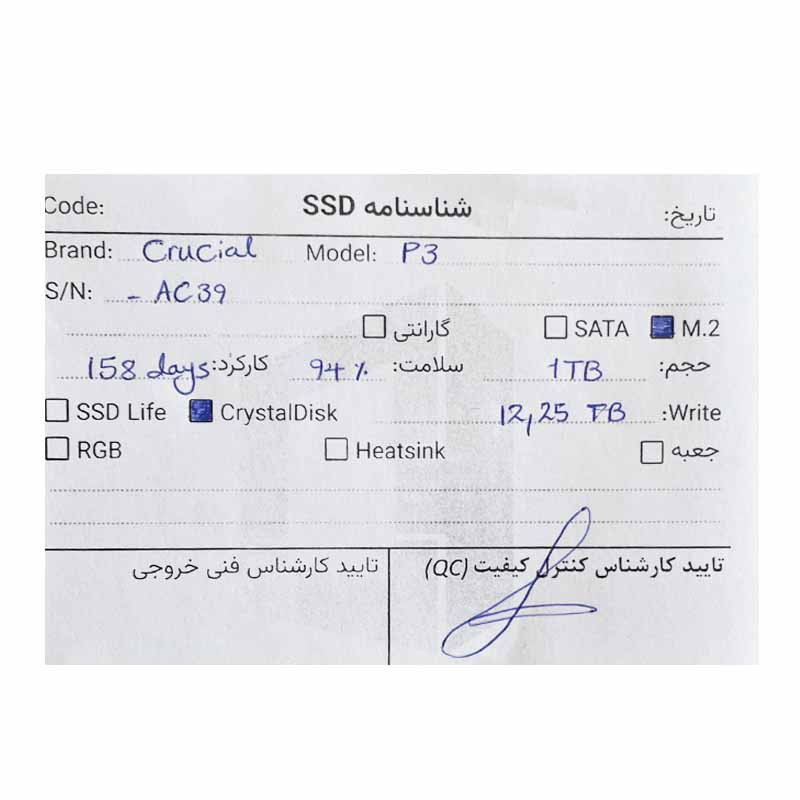 Code: شناسنامه SSD تاریخ:
Brand: Crucial Model: P3
S/N: - AC39
گارانتی ☐ SATA ☐ M.2 ☑
حجم: 1TB سلامت: 94 % کارکرد: 158 days
☐ SSD Life ☑ CrystalDisk 12,25 TB :Write
☐ RGB ☐ Heatsink ☐ جعبه
تایید کارشناس کنترل کیفیت (QC) تایید کارشناس فنی خروجی